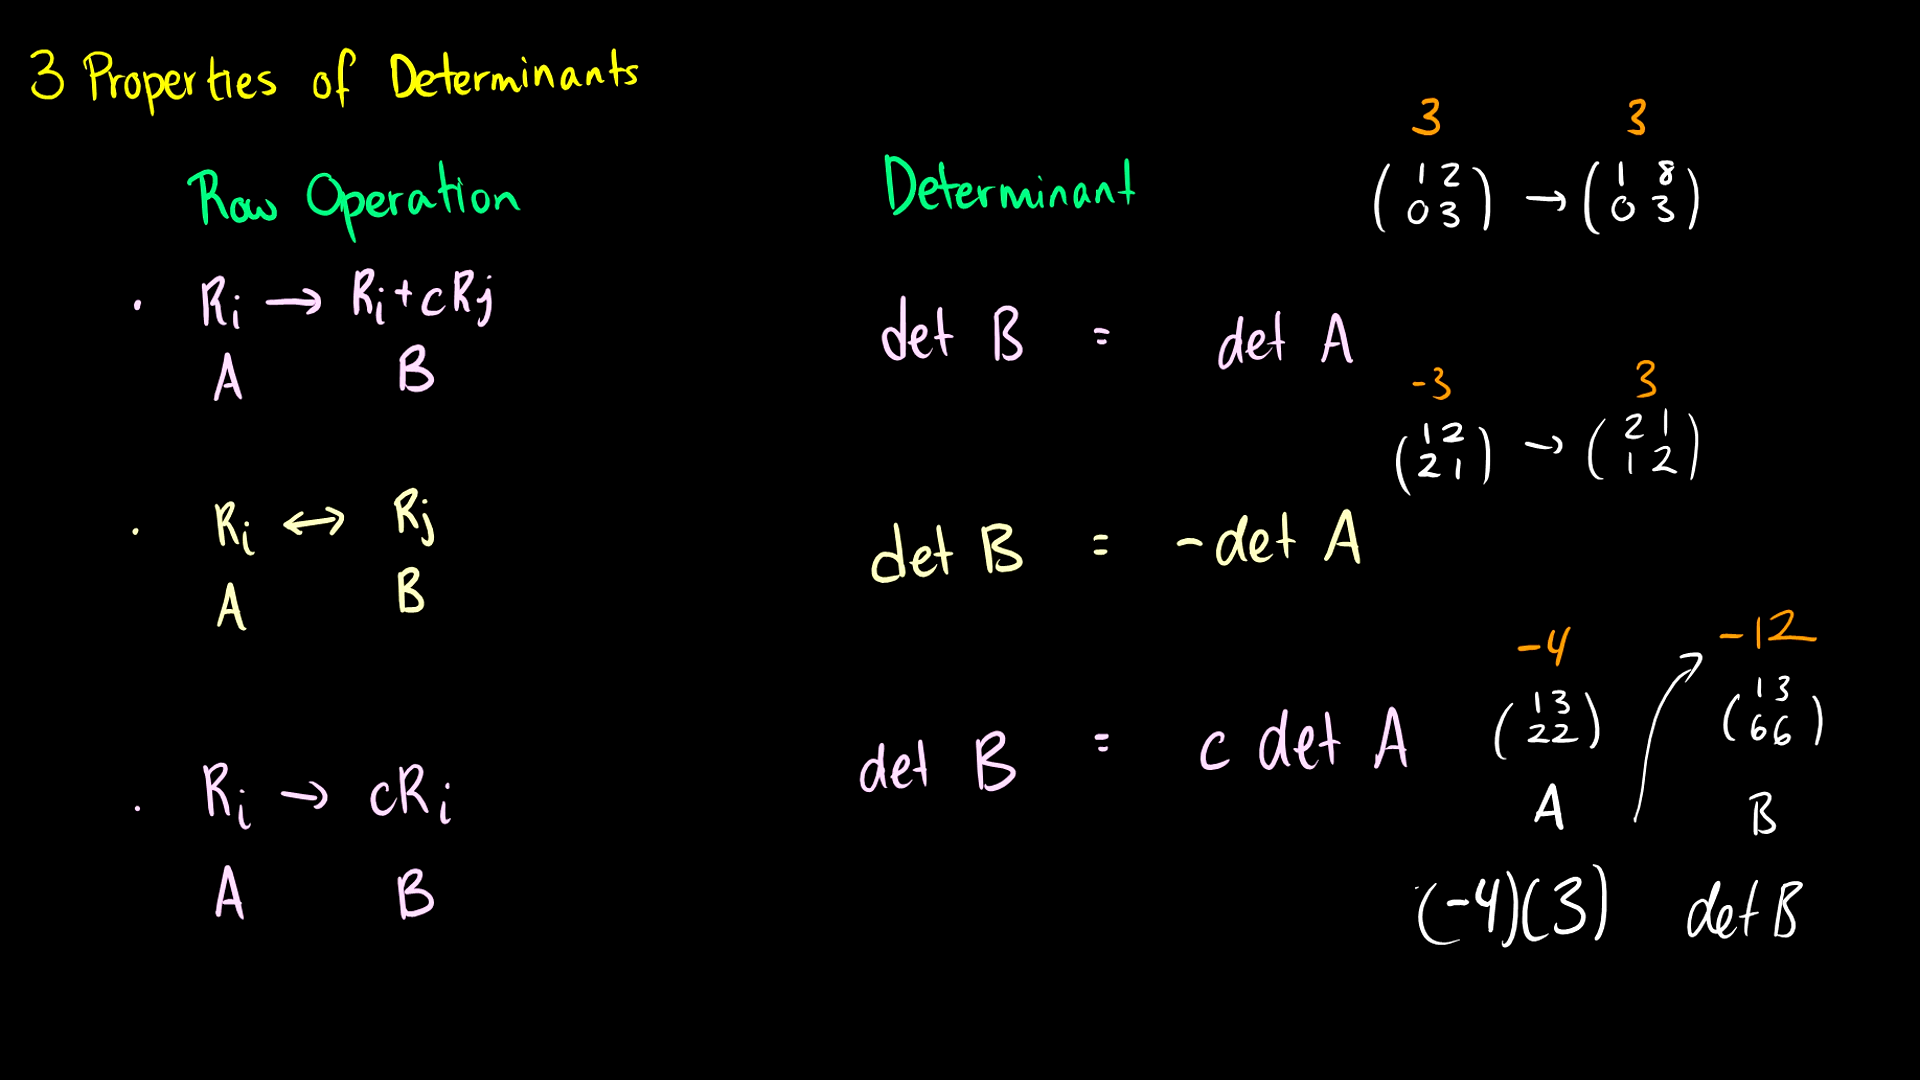 3 Properties of Determinants
Row Operation
Determinant
3 3
( 1 2 ) → ( 1 8 )
( 0 3 ) ( 0 3 )
· Ri → Ri+cRj
A B
det B = det A
-3 3
( 1 2 ) → ( 2 1 )
( 2 1 ) ( 1 2 )
· Ri ↔ Rj
A B
det B = -det A
-4 -12
( 1 3 ) ( 1 3 )
( 2 2 ) ( 6 6 )
A B
· Ri → cRi
A B
det B = c det A
(-4)(3) det B